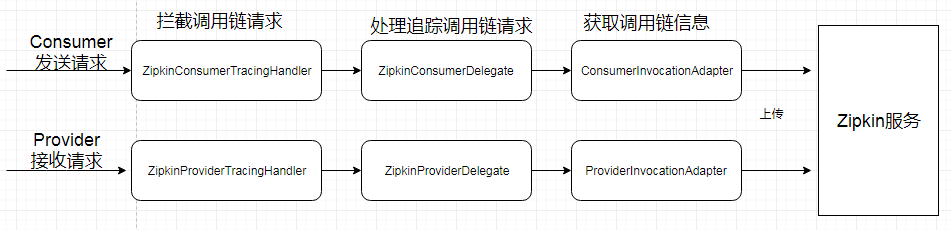 拦截调用链请求
处理追踪调用链请求
获取调用链信息
Consumer
发送请求
ZipkinConsumerTracingHandler
ZipkinConsumerDelegate
ConsumerInvocationAdapter
上传
Zipkin服务
Provider
接收请求
ZipkinProviderTracingHandler
ZipkinProviderDelegate
ProviderInvocationAdapter